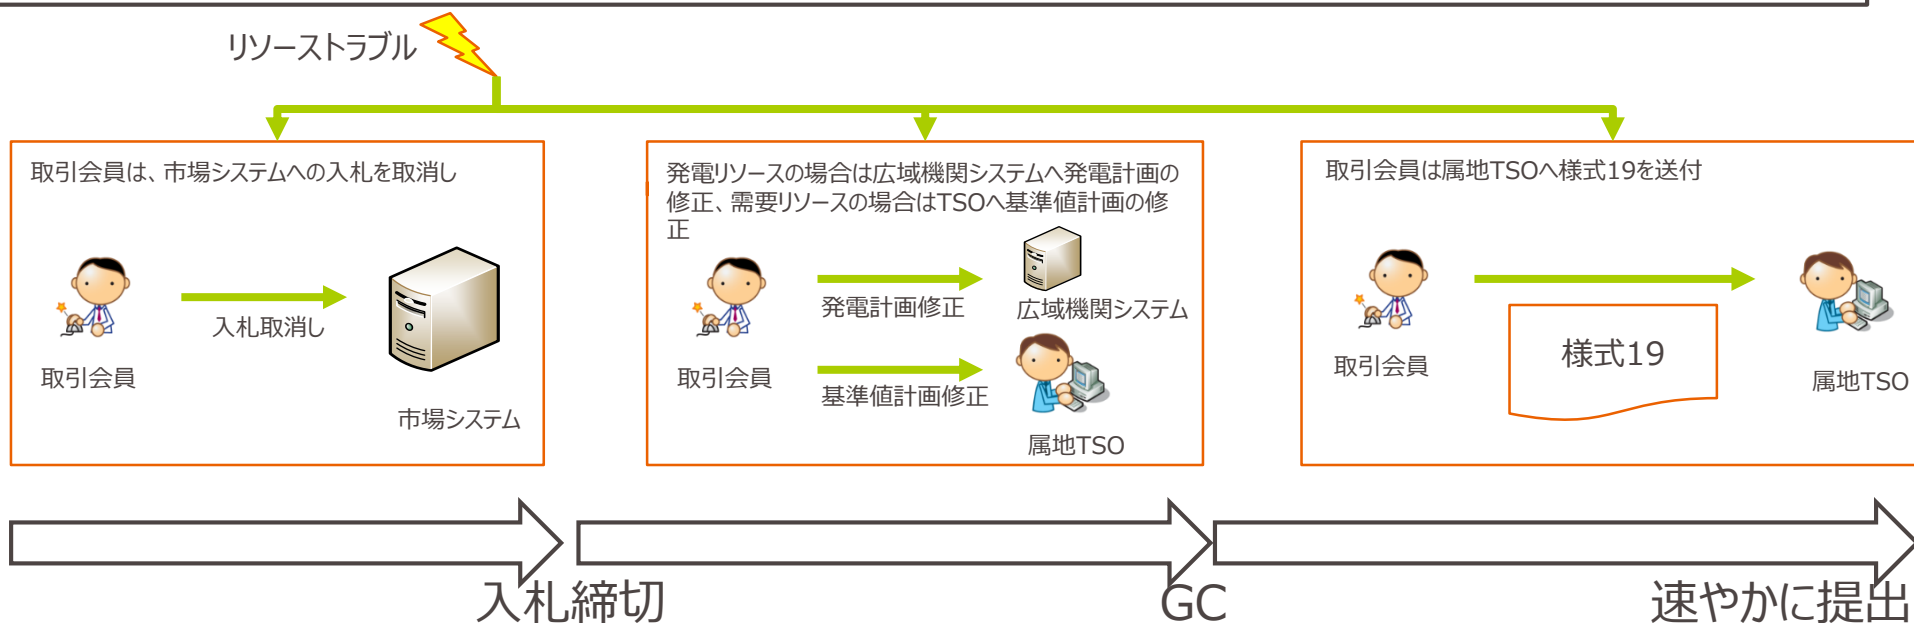 リソーストラブル
取引会員は、市場システムへの入札を取消し
入札取消し
取引会員
市場システム
発電リソースの場合は広域機関システムへ発電計画の
修正、需要リソースの場合はTSOへ基準値計画の修
正
発電計画修正
広域機関システム
取引会員
基準値計画修正
属地TSO
取引会員は属地TSOへ様式19を送付
様式19
取引会員
属地TSO
入札締切
GC
速やかに提出